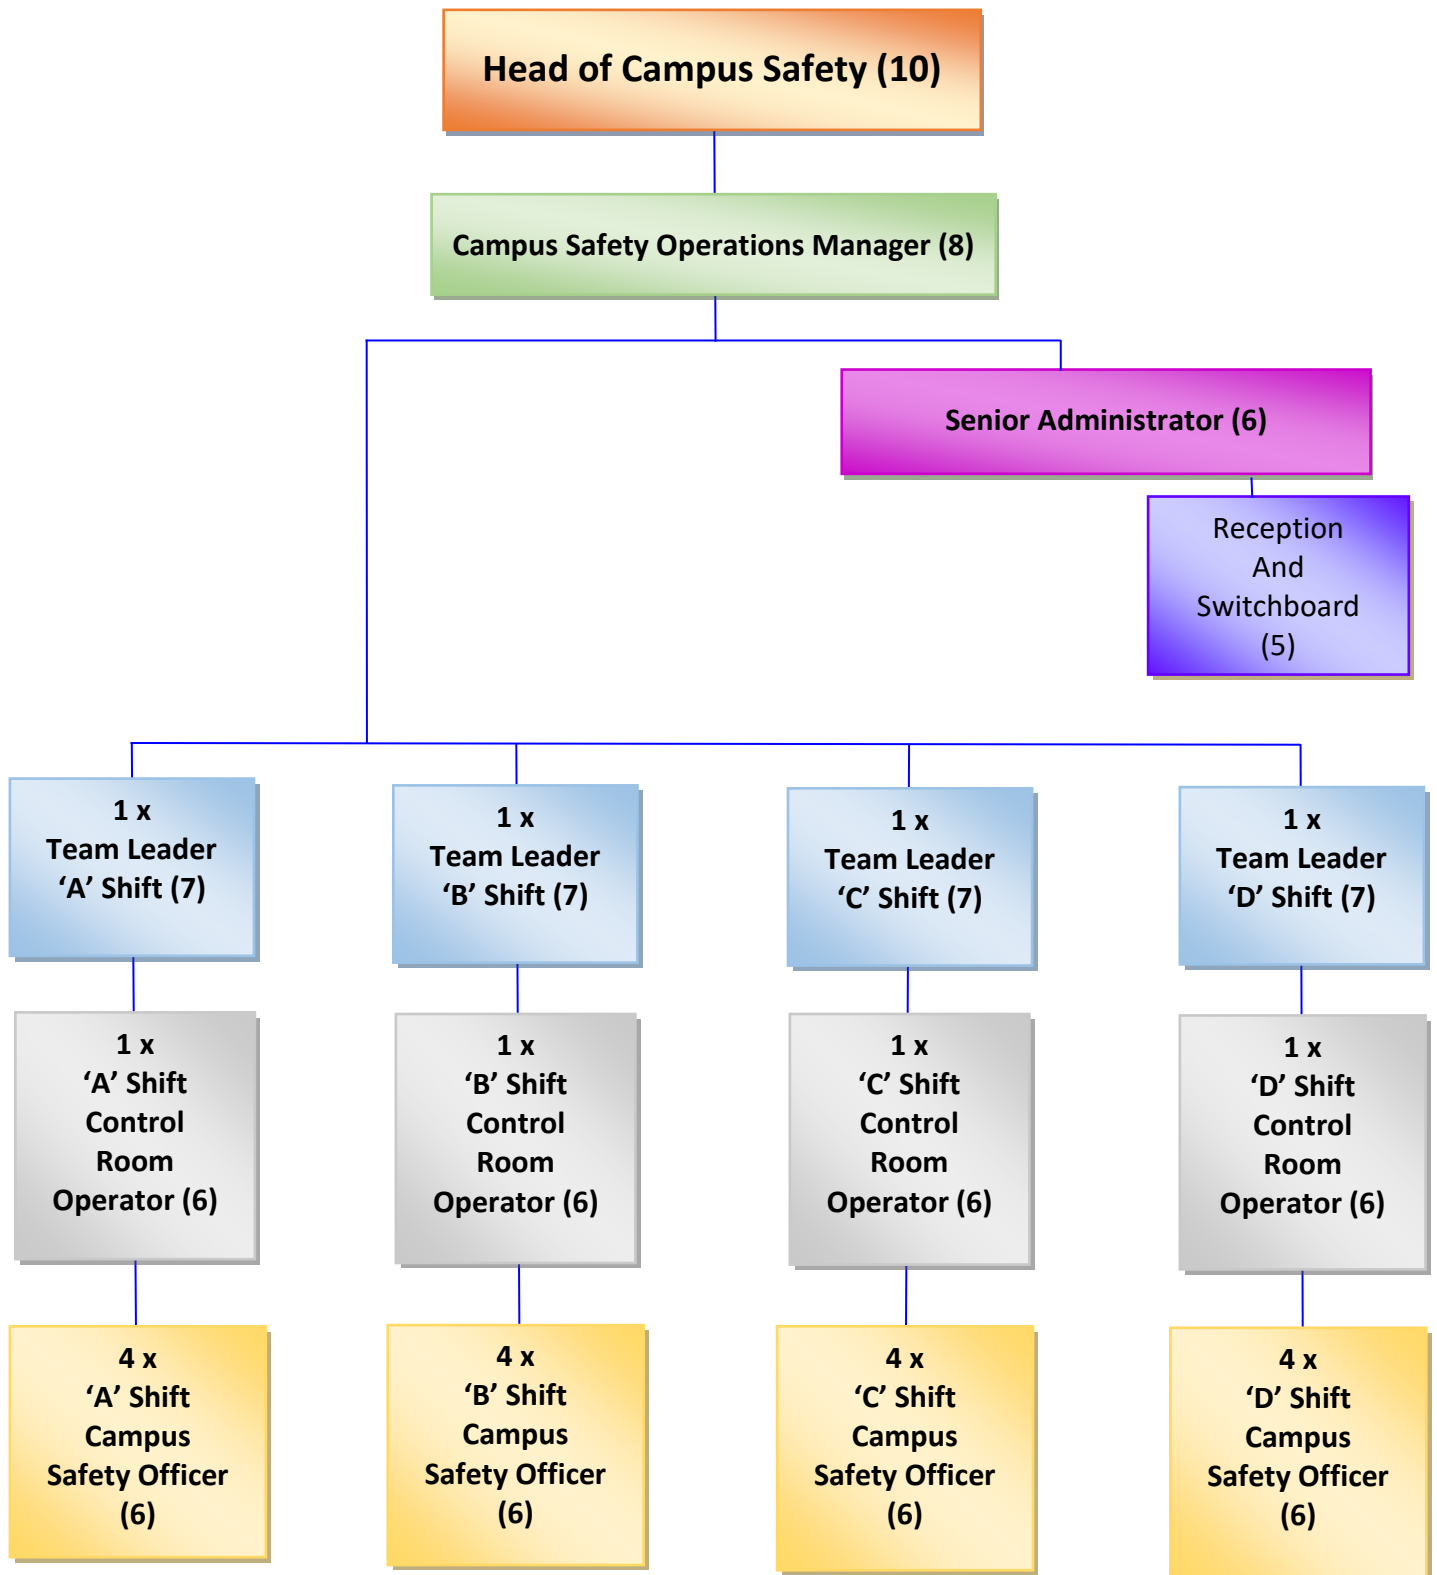 Head of Campus Safety (10)
Campus Safety Operations Manager (8)
Senior Administrator (6)
Reception
And
Switchboard
(5)
1 x
Team Leader
‘A’ Shift (7)
1 x
Team Leader
‘B’ Shift (7)
1 x
Team Leader
‘C’ Shift (7)
1 x
Team Leader
‘D’ Shift (7)
1 x
‘A’ Shift
Control
Room
Operator (6)
1 x
‘B’ Shift
Control
Room
Operator (6)
1 x
‘C’ Shift
Control
Room
Operator (6)
1 x
‘D’ Shift
Control
Room
Operator (6)
4 x
‘A’ Shift
Campus
Safety Officer
(6)
4 x
‘B’ Shift
Campus
Safety Officer
(6)
4 x
‘C’ Shift
Campus
Safety Officer
(6)
4 x
‘D’ Shift
Campus
Safety Officer
(6)